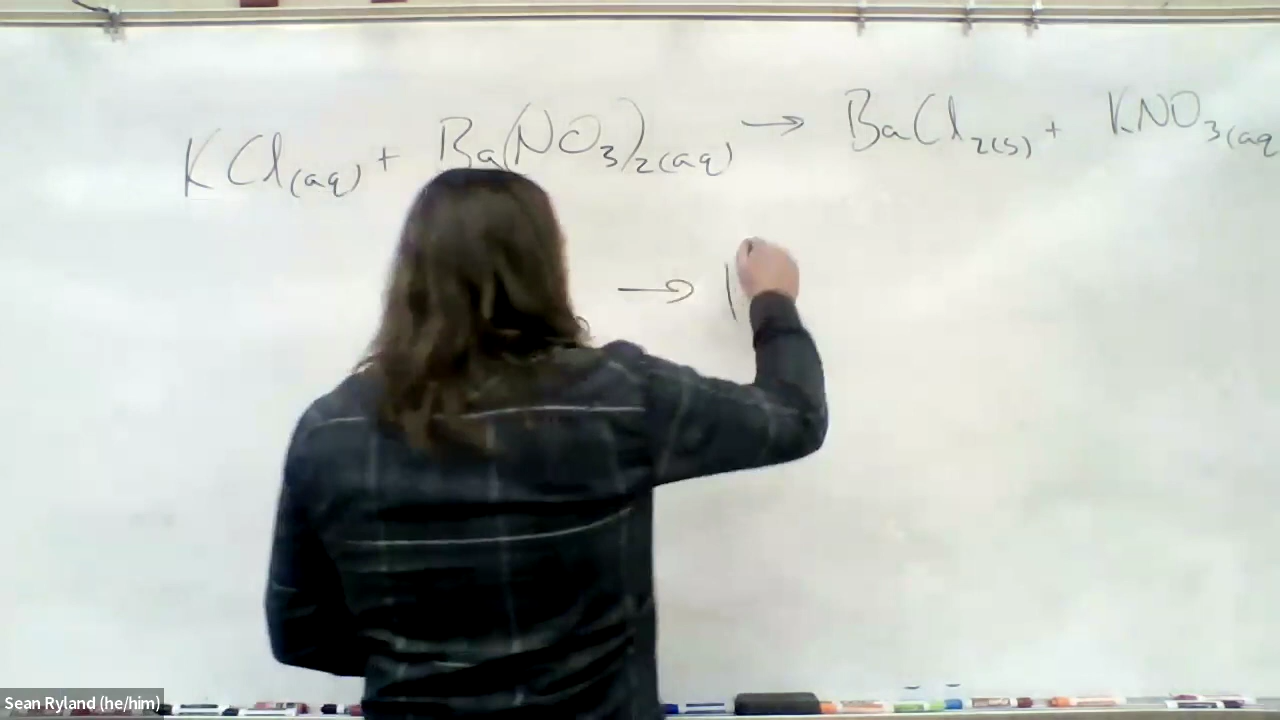 KCl(aq) + Ba(NO3)2(aq) → BaCl2(s) + KNO3(aq
→
Sean Ryland (he/him)